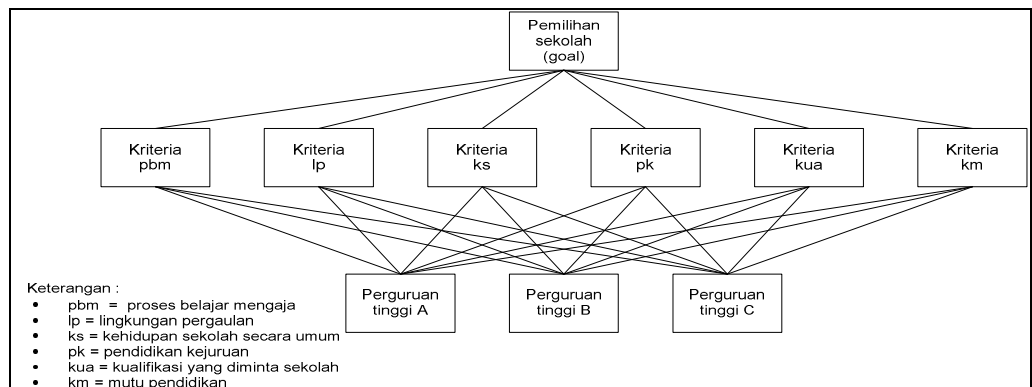 Pemilihan
sekolah
(goal)
Kriteria
pbm
Kriteria
lp
Kriteria
ks
Kriteria
pk
Kriteria
kua
Kriteria
km
Perguruan
tinggi A
Perguruan
tinggi B
Perguruan
tinggi C
Keterangan :
• pbm = proses belajar mengaja
• lp = lingkungan pergaulan
• ks = kehidupan sekolah secara umum
• pk = pendidikan kejuruan
• kua = kualifikasi yang diminta sekolah
• km = mutu pendidikan